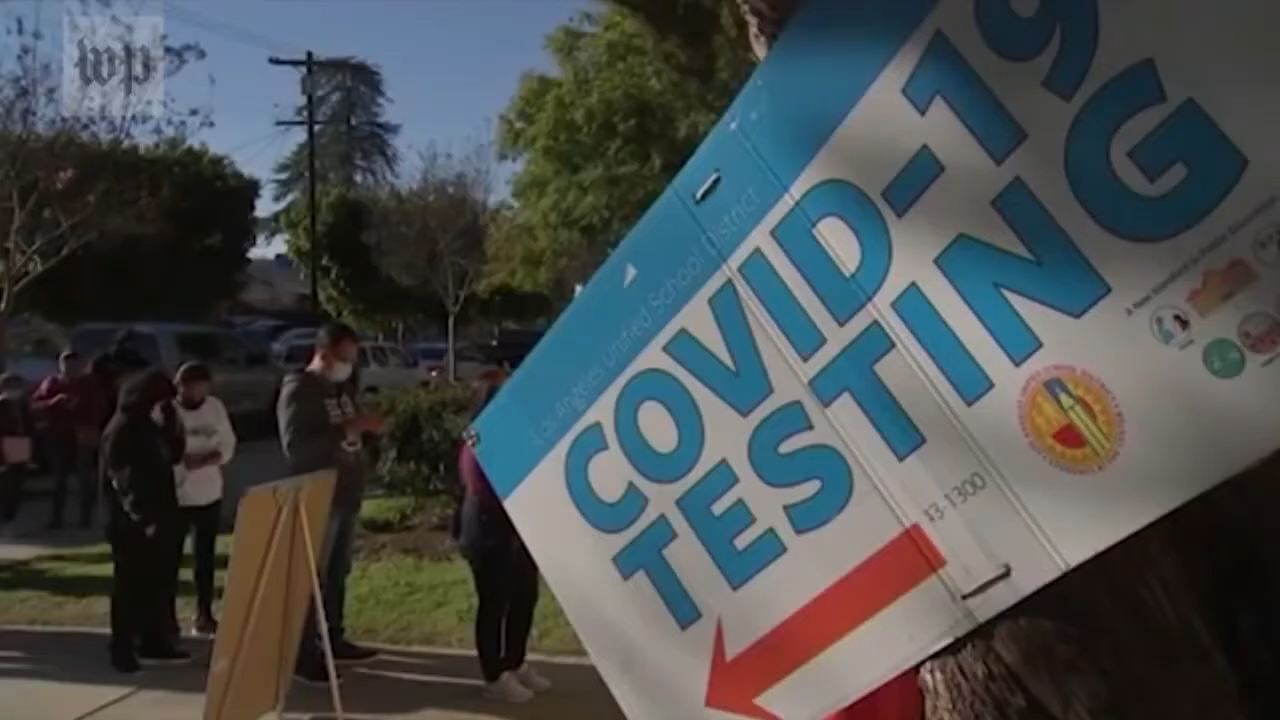 wp
Los Angeles Unified School District
COVID-19
TESTING
13-1300